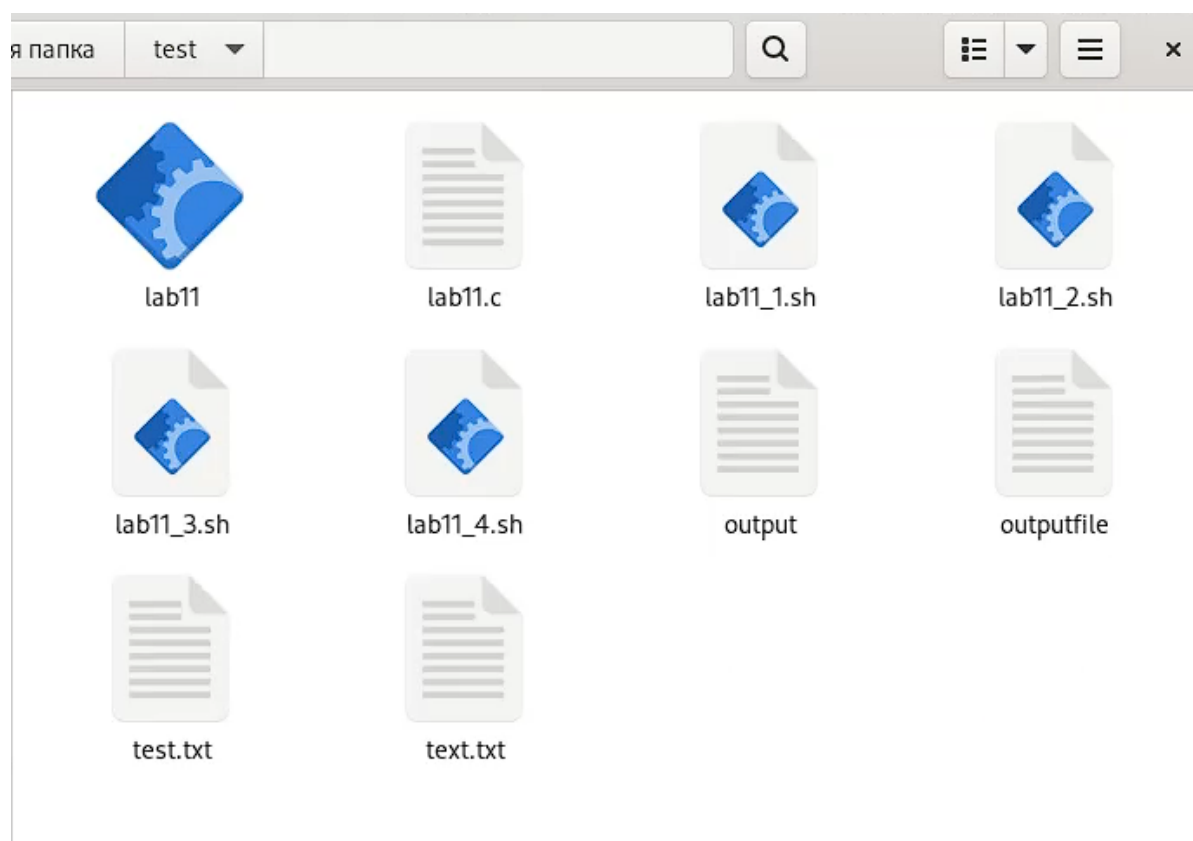 я папка test
lab11 lab11.c lab11_1.sh lab11_2.sh
lab11_3.sh lab11_4.sh output outputfile
test.txt text.txt